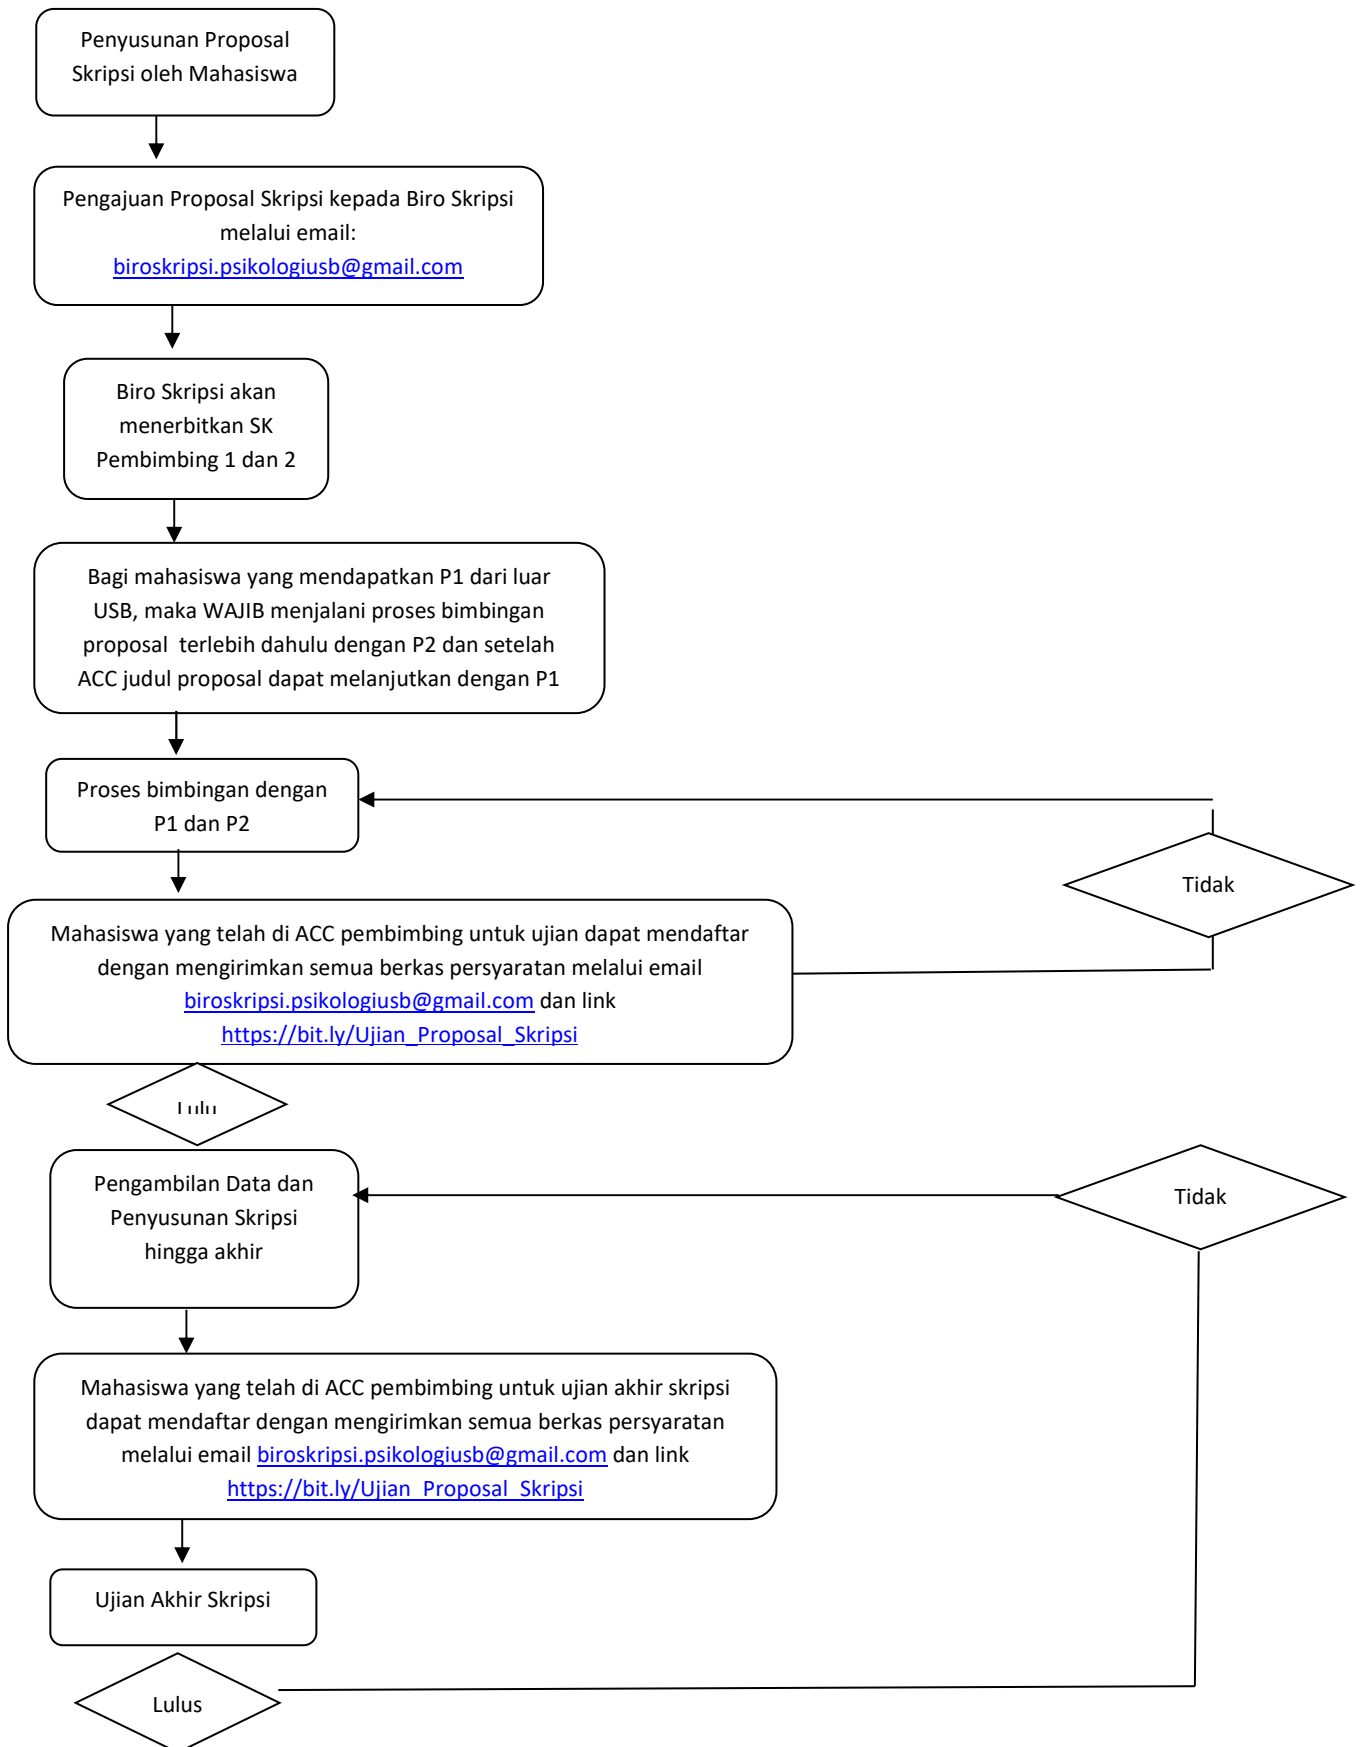 Penyusunan Proposal
Skripsi oleh Mahasiswa
Pengajuan Proposal Skripsi kepada Biro Skripsi
melalui email:
biroskripsi.psikologiusb@gmail.com
Biro Skripsi akan
menerbitkan SK
Pembimbing 1 dan 2
Bagi mahasiswa yang mendapatkan P1 dari luar
USB, maka WAJIB menjalani proses bimbingan
proposal terlebih dahulu dengan P2 dan setelah
ACC judul proposal dapat melanjutkan dengan P1
Proses bimbingan dengan
P1 dan P2
Tidak
Mahasiswa yang telah di ACC pembimbing untuk ujian dapat mendaftar
dengan mengirimkan semua berkas persyaratan melalui email
biroskripsi.psikologiusb@gmail.com dan link
https://bit.ly/Ujian_Proposal_Skripsi
Pengambilan Data dan
Penyusunan Skripsi
hingga akhir
Tidak
Mahasiswa yang telah di ACC pembimbing untuk ujian akhir skripsi
dapat mendaftar dengan mengirimkan semua berkas persyaratan
melalui email biroskripsi.psikologiusb@gmail.com dan link
https://bit.ly/Ujian_Proposal_Skripsi
Ujian Akhir Skripsi
Lulus